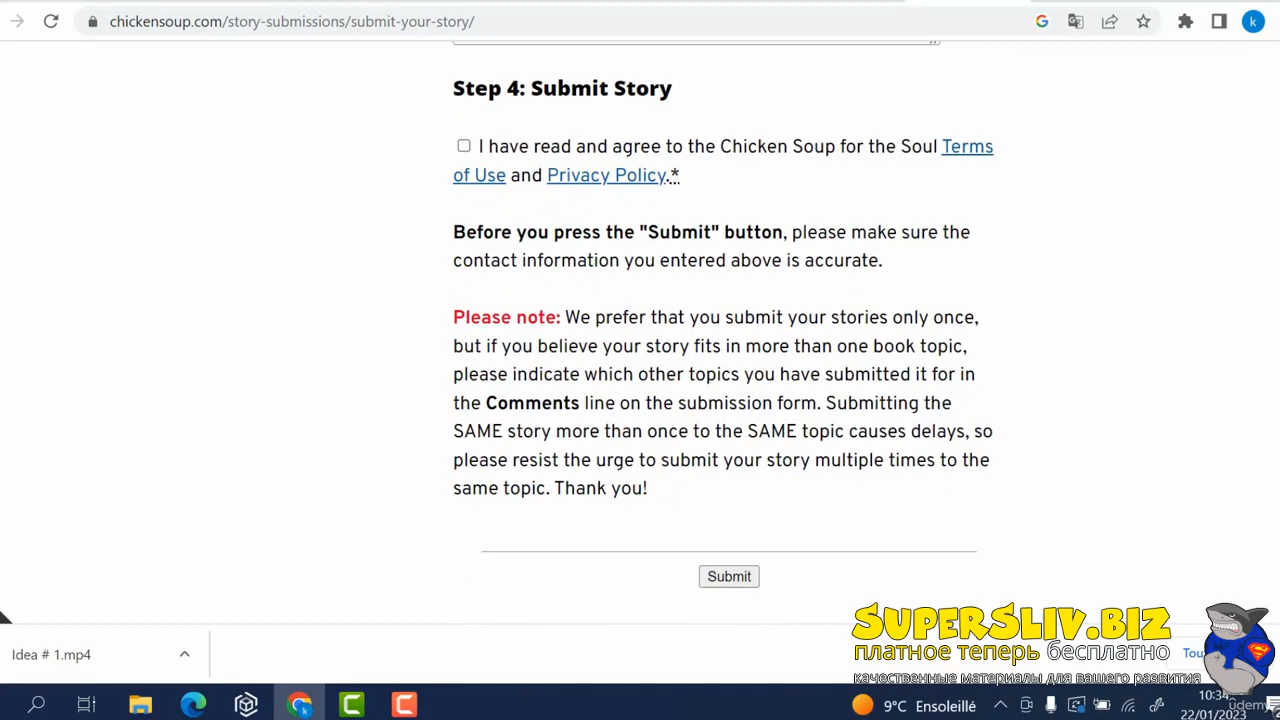 chickensoup.com/story-submissions/submit-your-story/
k
Step 4: Submit Story
I have read and agree to the Chicken Soup for the Soul Terms
of Use and Privacy Policy.*
Before you press the "Submit" button, please make sure the
contact information you entered above is accurate.
Please note: We prefer that you submit your stories only once,
but if you believe your story fits in more than one book topic,
please indicate which other topics you have submitted it for in
the Comments line on the submission form. Submitting the
SAME story more than once to the SAME topic causes delays, so
please resist the urge to submit your story multiple times to the
same topic. Thank you!
Submit
SUPERSLIV.BIZ
платное теперь бесплатно
качественные материалы для вашего развития
Idea # 1.mp4
Tou
9°C Ensoleillé
10:34
22/01/2023
udemy